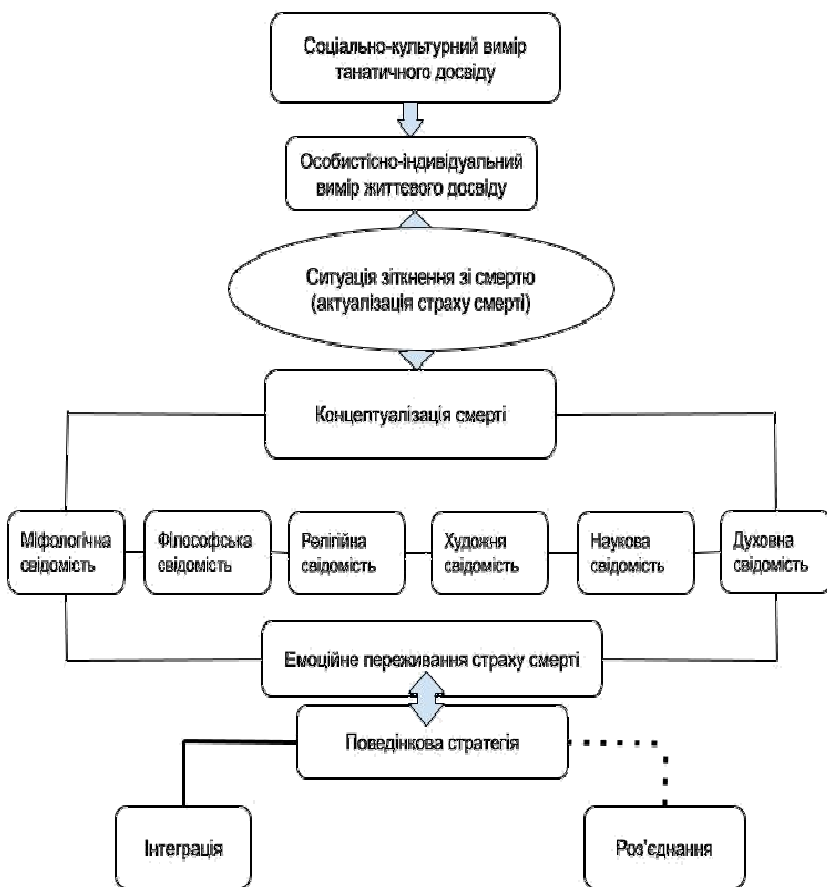 Соціально-культурний вимір
танатичного досвіду
Особистісно-індивідуальний
вимір життєвого досвіду
Ситуація зіткнення зі смертю
(актуалізація страху смерті)
Концептуалізація смерті
Міфологічна
свідомість
Філософська
свідомість
Релігійна
свідомість
Художня
свідомість
Наукова
свідомість
Духовна
свідомість
Емоційне переживання страху смерті
Поведінкова стратегія
Інтеграція
Роз'єднання